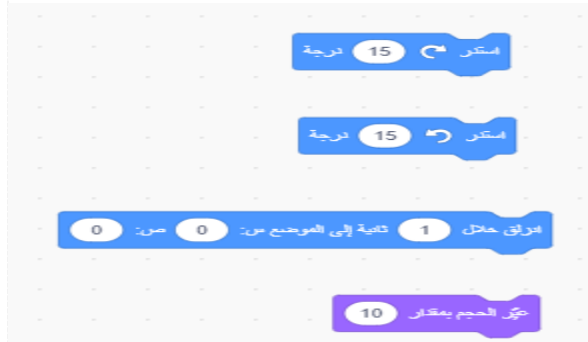 استدر 15 درجة
استدر 15 درجة
انزلق خلال 1 ثانية إلى الموضع س: 0 ص: 0
غيِّر الحجم بمقدار 10